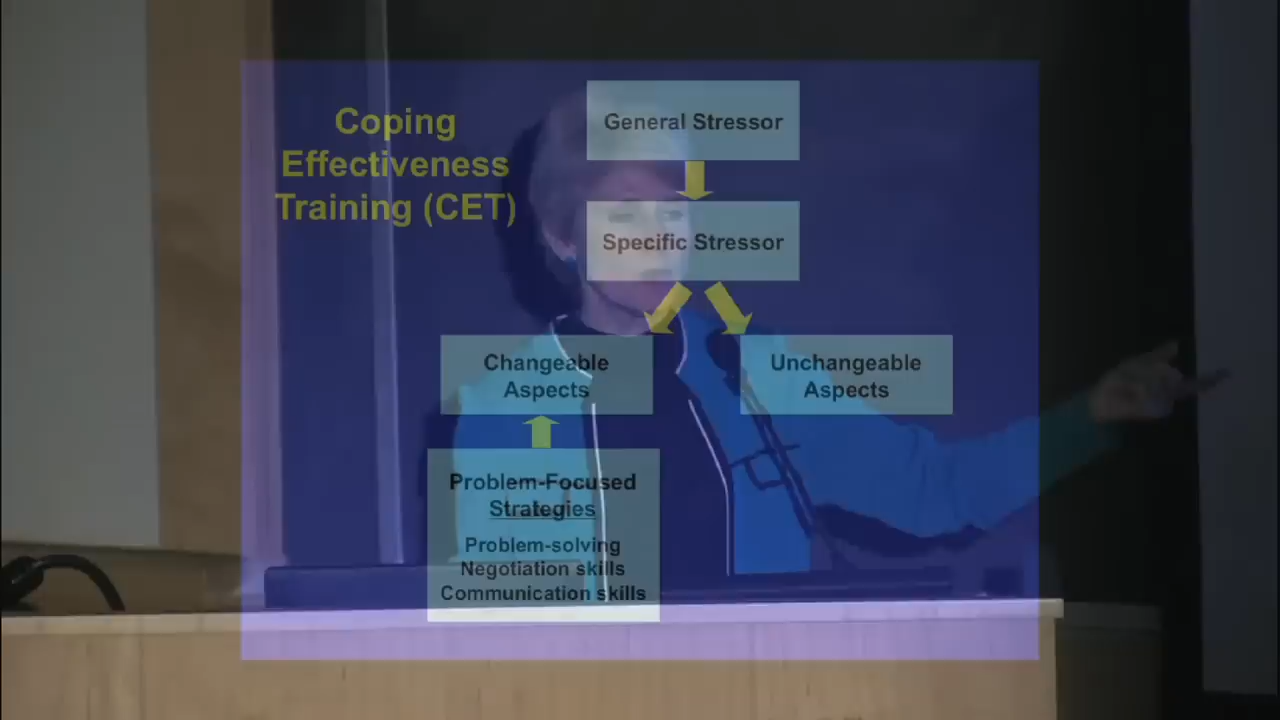 Coping
Effectiveness
Training (CET)
General Stressor
Specific Stressor
Changeable
Aspects
Unchangeable
Aspects
Problem-Focused
Strategies
Problem-solving
Negotiation skills
Communication skills